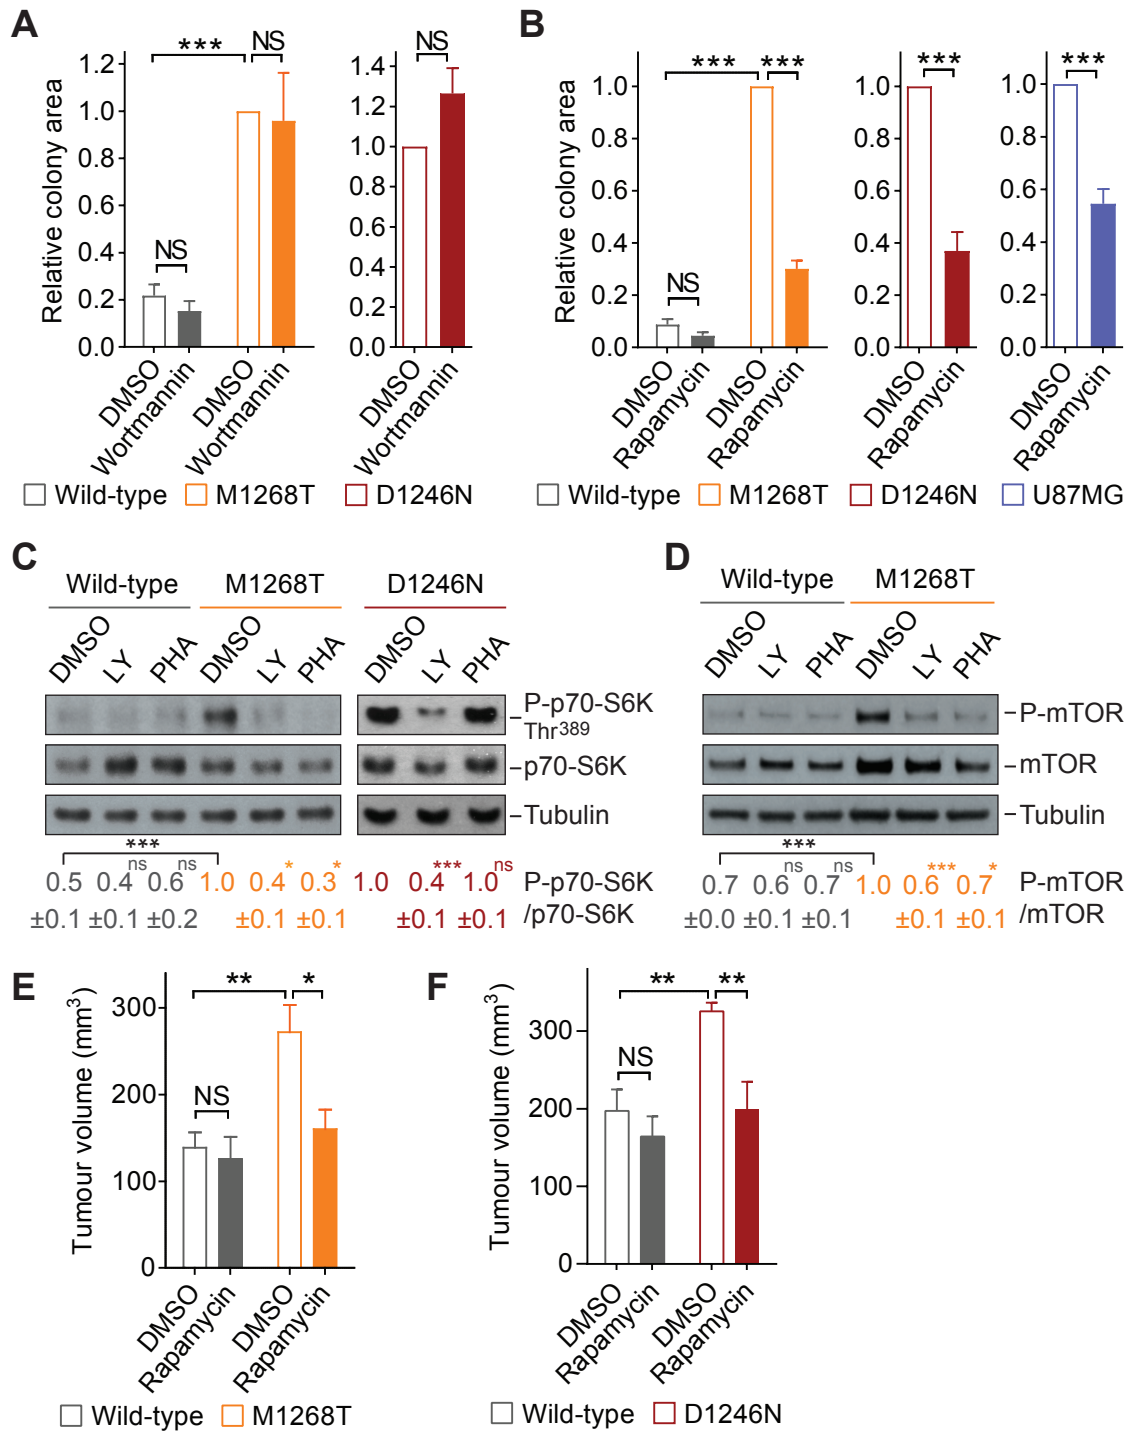 A
Relative colony area
1.2
1.0
0.8
0.6
0.4
0.2
0.0
***
NS
NS
DMSO
Wortmannin
DMSO
Wortmannin
1.4
1.2
1.0
0.8
0.6
0.4
0.2
0.0
NS
DMSO
Wortmannin
Wild-type
M1268T
D1246N
B
Relative colony area
1.0
0.8
0.6
0.4
0.2
0.0
***
***
NS
DMSO
Rapamycin
DMSO
Rapamycin
1.0
0.8
0.6
0.4
0.2
0.0
***
DMSO
Rapamycin
1.0
0.8
0.6
0.4
0.2
0.0
***
DMSO
Rapamycin
Wild-type
M1268T
D1246N
U87MG
C
Wild-type M1268T D1246N
DMSO LY PHA DMSO LY PHA DMSO LY PHA
P-p70-S6K
Thr389
p70-S6K
Tubulin
***
0.5 0.4 ns 0.6 ns 1.0 0.4 * 0.3 * 1.0 0.4 *** 1.0 ns P-p70-S6K
±0.1 ±0.1 ±0.2 ±0.1 ±0.1 ±0.1 ±0.1 /p70-S6K
D
Wild-type M1268T
DMSO LY PHA DMSO LY PHA
P-mTOR
mTOR
Tubulin
***
0.7 0.6 ns 0.7 ns 1.0 0.6 *** 0.7 * P-mTOR
±0.0 ±0.1 ±0.1 ±0.1 ±0.1 /mTOR
E
Tumour volume (mm3)
300
200
100
0
**
*
NS
DMSO
Rapamycin
DMSO
Rapamycin
Wild-type
M1268T
F
Tumour volume (mm3)
300
200
100
0
**
**
NS
DMSO
Rapamycin
DMSO
Rapamycin
Wild-type
D1246N